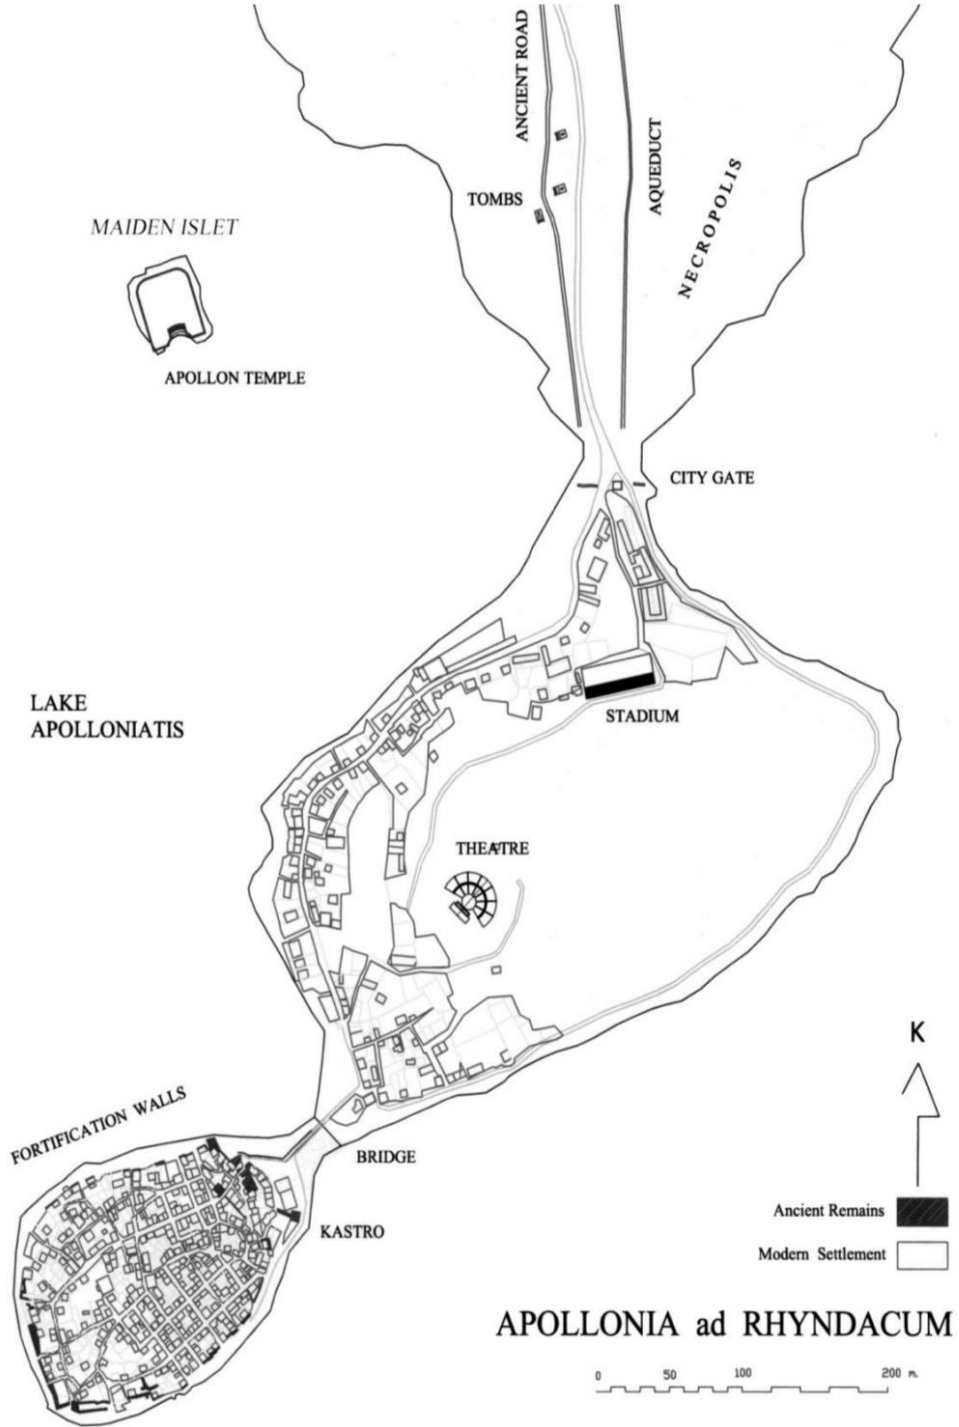 ANCIENT ROAD
AQUEDUCT
NECROPOLIS
TOMBS
MAIDEN ISLET
APOLLON TEMPLE
CITY GATE
LAKE
APOLLONIATIS
STADIUM
THEATRE
K
FORTIFICATION WALLS
BRIDGE
KASTRO
Ancient Remains
Modern Settlement
APOLLONIA ad RHYNDACUM
0 50 100 200 m.